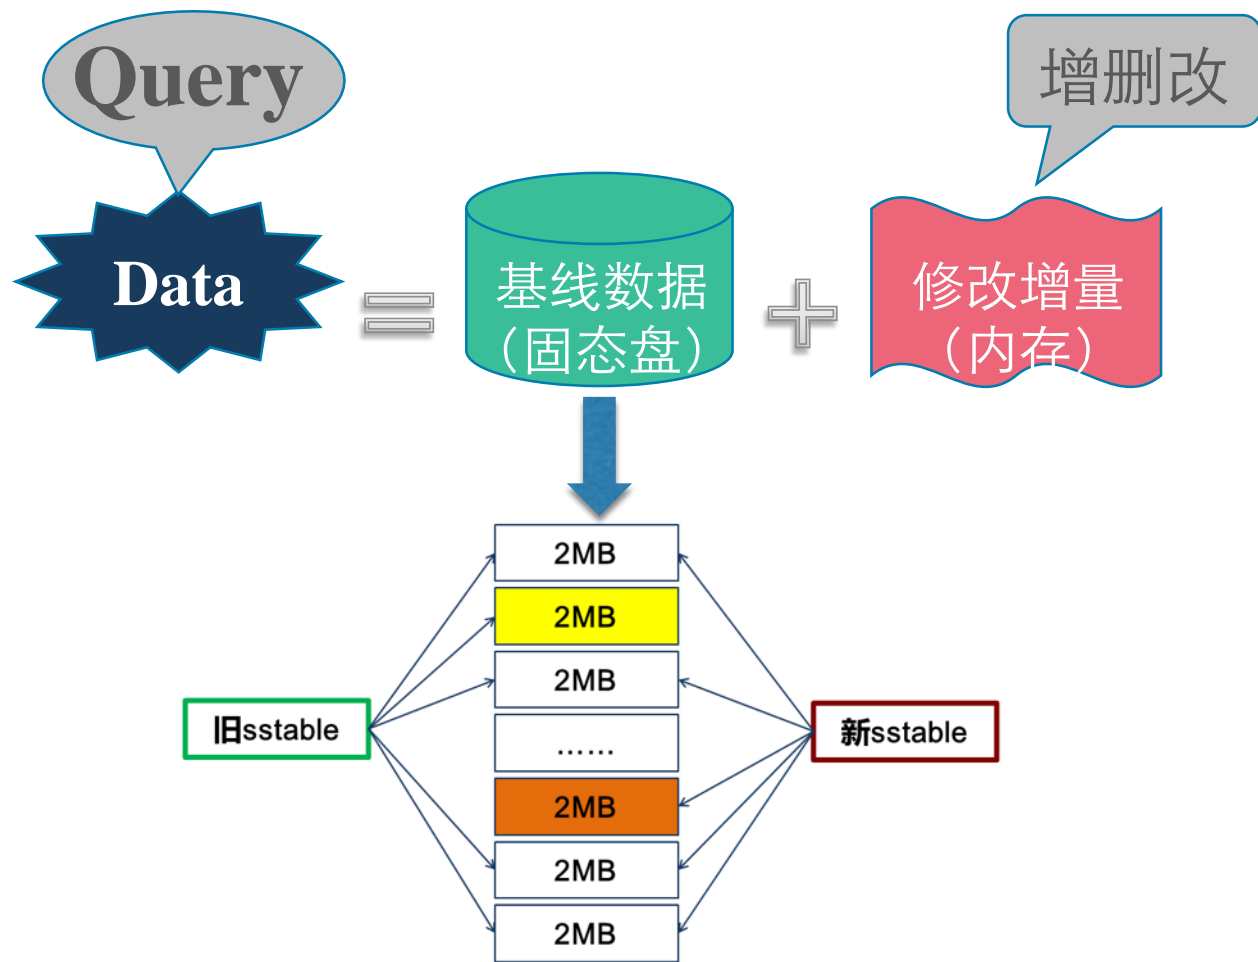 Query
增删改
Data
=
基线数据
（固态盘）
+
修改增量
（内存）
2MB
2MB
2MB
旧sstable
……
新sstable
2MB
2MB
2MB